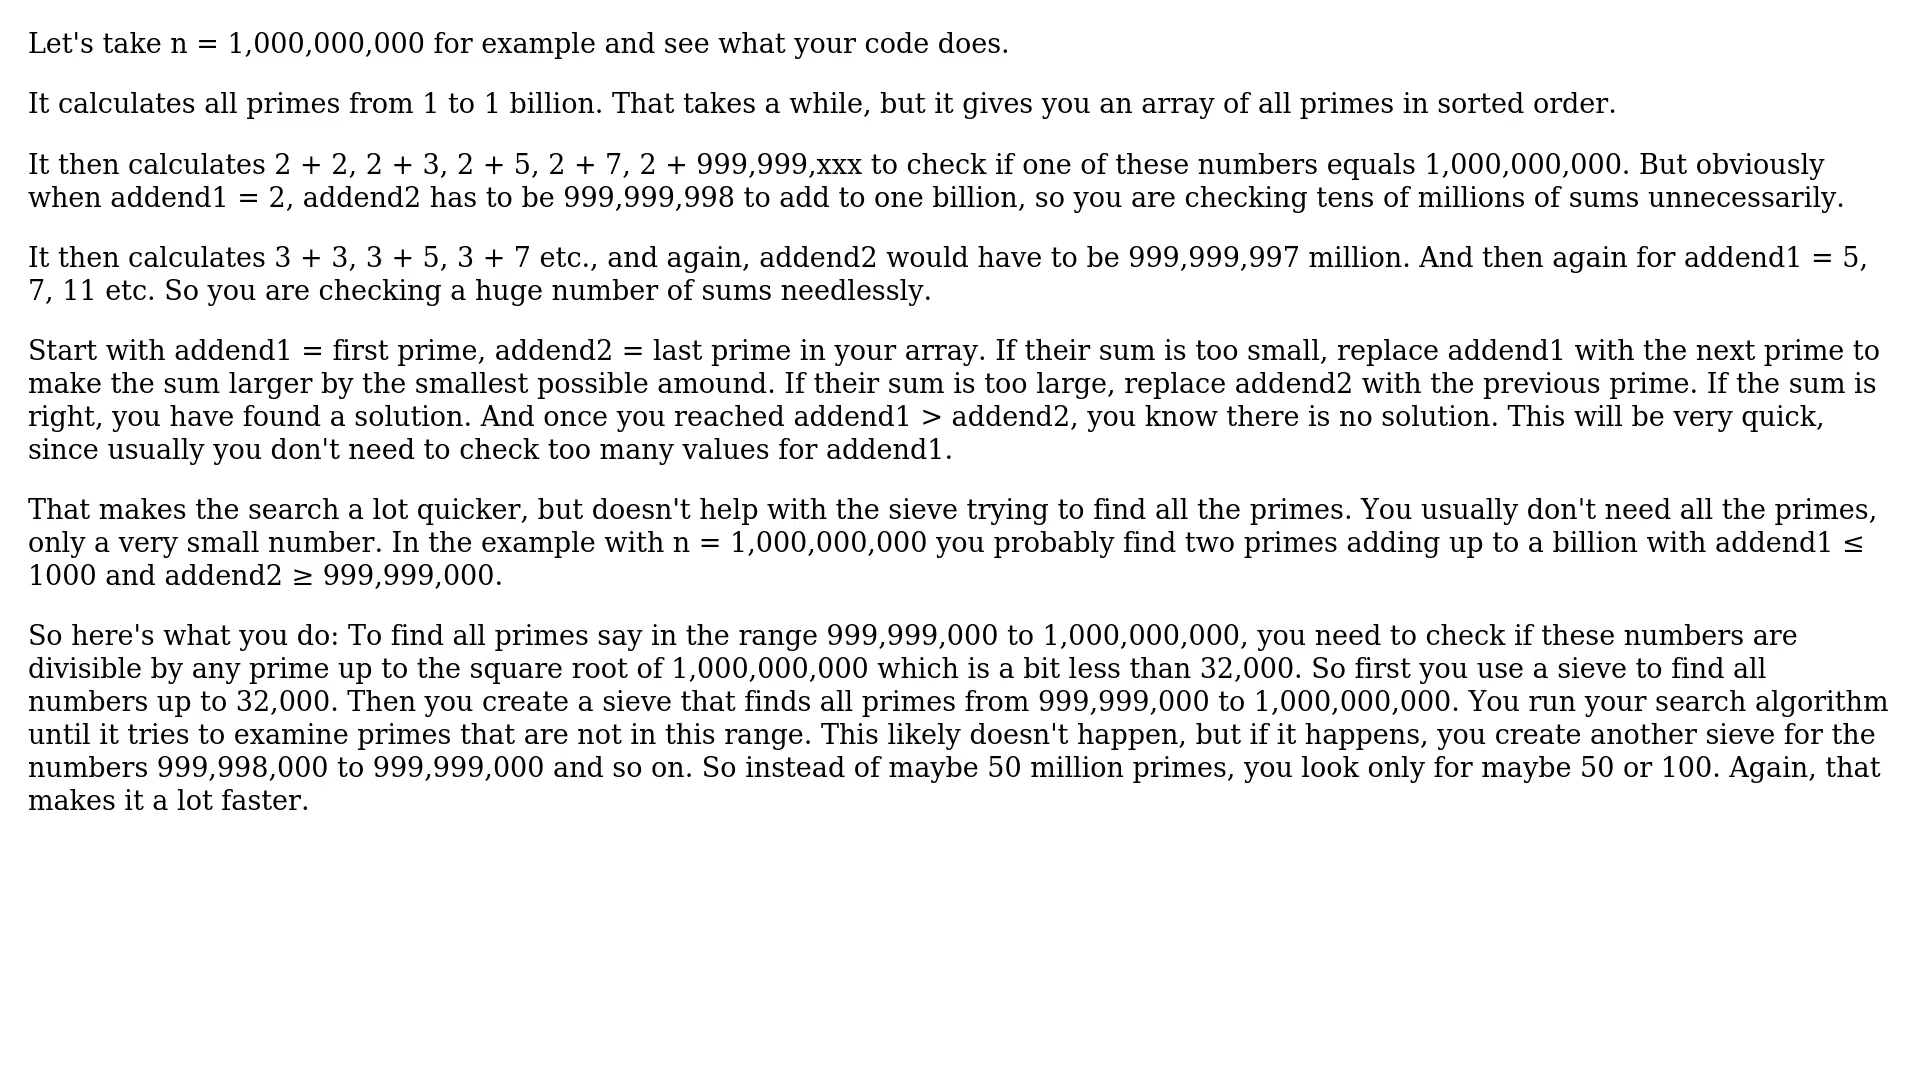 Let's take n = 1,000,000,000 for example and see what your code does.
It calculates all primes from 1 to 1 billion. That takes a while, but it gives you an array of all primes in sorted order.
It then calculates 2 + 2, 2 + 3, 2 + 5, 2 + 7, 2 + 999,999,xxx to check if one of these numbers equals 1,000,000,000. But obviously
when addend1 = 2, addend2 has to be 999,999,998 to add to one billion, so you are checking tens of millions of sums unnecessarily.
It then calculates 3 + 3, 3 + 5, 3 + 7 etc., and again, addend2 would have to be 999,999,997 million. And then again for addend1 = 5,
7, 11 etc. So you are checking a huge number of sums needlessly.
Start with addend1 = first prime, addend2 = last prime in your array. If their sum is too small, replace addend1 with the next prime to
make the sum larger by the smallest possible amound. If their sum is too large, replace addend2 with the previous prime. If the sum is
right, you have found a solution. And once you reached addend1 > addend2, you know there is no solution. This will be very quick,
since usually you don't need to check too many values for addend1.
That makes the search a lot quicker, but doesn't help with the sieve trying to find all the primes. You usually don't need all the primes,
only a very small number. In the example with n = 1,000,000,000 you probably find two primes adding up to a billion with addend1 ≤
1000 and addend2 ≥ 999,999,000.
So here's what you do: To find all primes say in the range 999,999,000 to 1,000,000,000, you need to check if these numbers are
divisible by any prime up to the square root of 1,000,000,000 which is a bit less than 32,000. So first you use a sieve to find all
numbers up to 32,000. Then you create a sieve that finds all primes from 999,999,000 to 1,000,000,000. You run your search algorithm
until it tries to examine primes that are not in this range. This likely doesn't happen, but if it happens, you create another sieve for the
numbers 999,998,000 to 999,999,000 and so on. So instead of maybe 50 million primes, you look only for maybe 50 or 100. Again, that
makes it a lot faster.